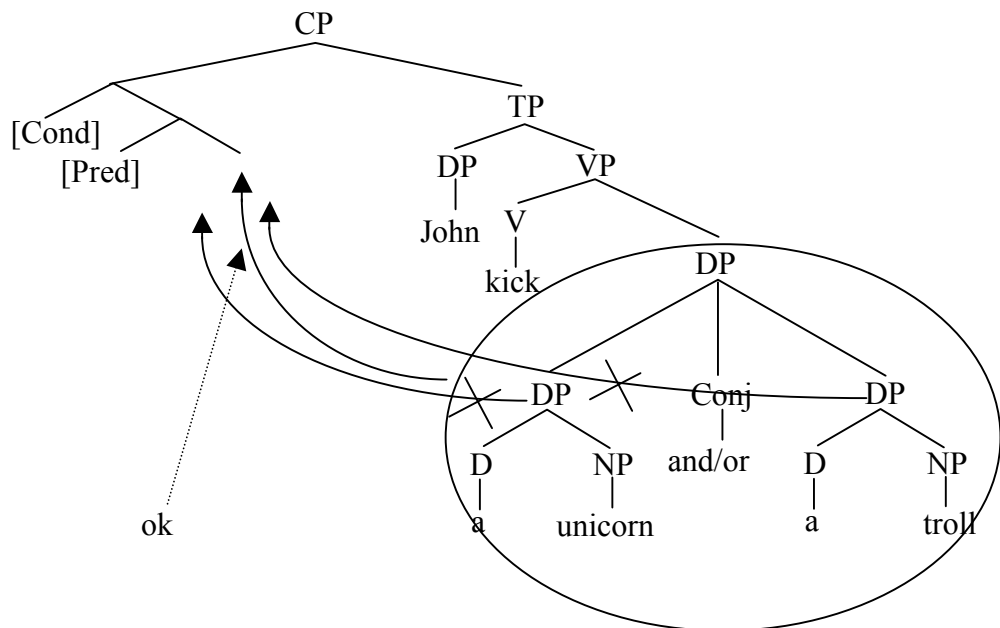 CP
[Cond]
TP
[Pred]
DP
VP
John
V
kick
DP
DP
Conj
DP
D
NP
and/or
D
NP
ok
a
unicorn
a
troll